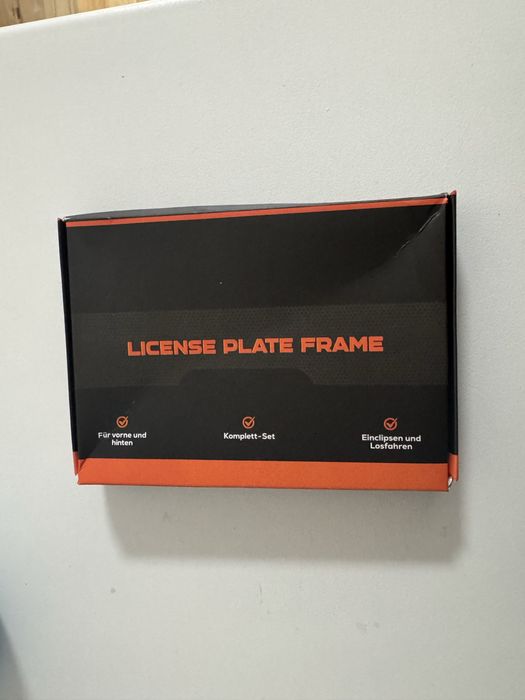 LICENSE PLATE FRAME
Für vorne und
hinten
Komplett-Set
Einclipsen und
Losfahren